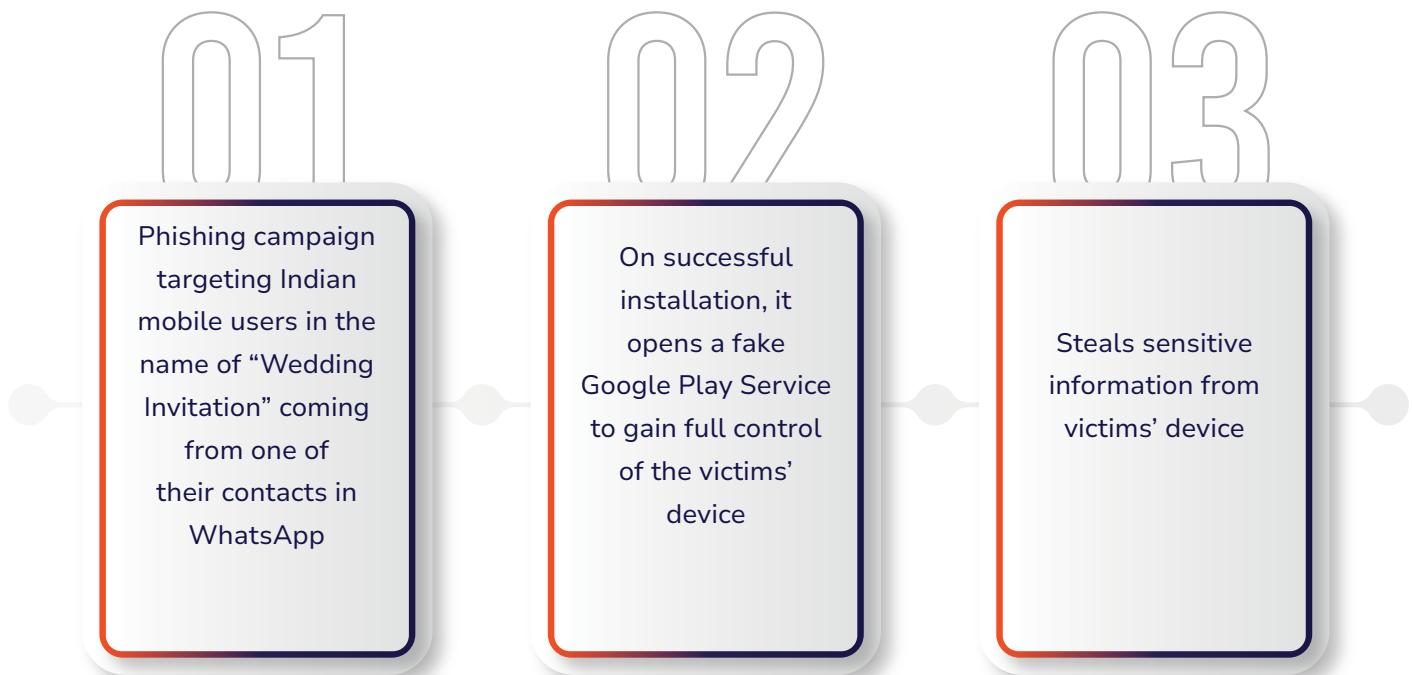 01
Phishing campaign
targeting Indian
mobile users in the
name of “Wedding
Invitation” coming
from one of
their contacts in
WhatsApp
02
On successful
installation, it
opens a fake
Google Play Service
to gain full control
of the victims’
device
03
Steals sensitive
information from
victims’ device